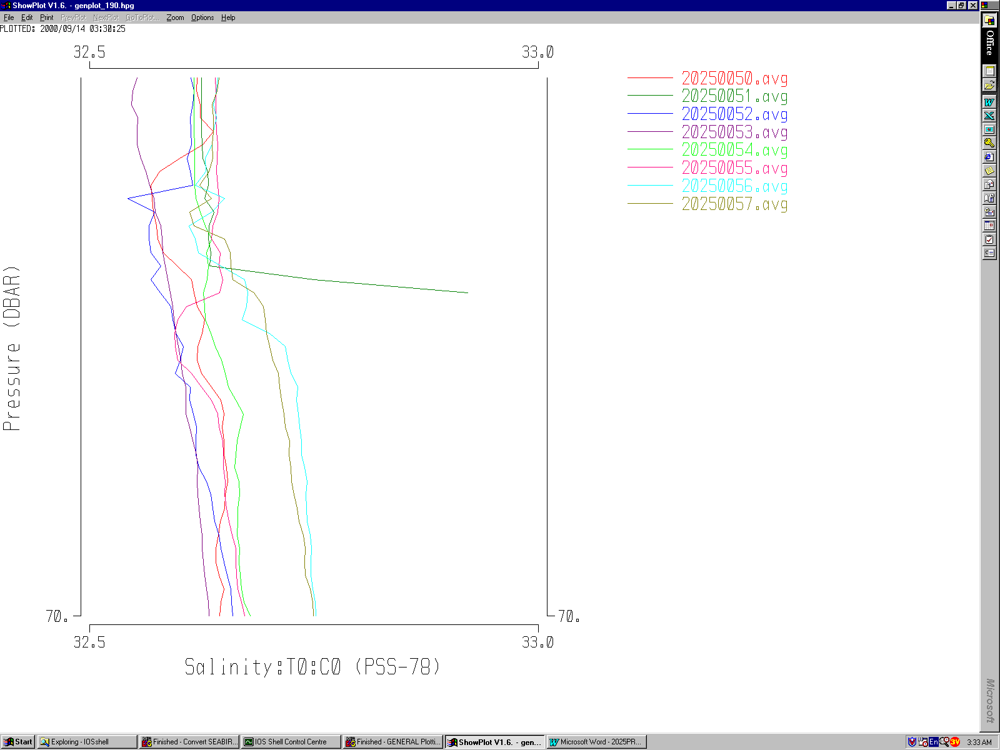 ShowPlot V1.6. - genplot_190.hpg
File Edit Print PrevPlot NextPlot GoToPlot... Zoom Options Help
PLOTTED: 2000/09/14 03:30:25
Office
32.5 33.0
20250050.avg
20250051.avg
20250052.avg
20250053.avg
20250054.avg
20250055.avg
20250056.avg
20250057.avg
Pressure (DBAR)
70. 70.
32.5 33.0
Salinity:T0:C0 (PSS-78)
Microsoft
Start Exploring - IOSshell Finished - Convert SEABIR... IOS Shell Control Centre Finished - GENERAL Plotti... ShowPlot V1.6. - gen... Microsoft Word - 2025PR... En 3V 3:33 AM